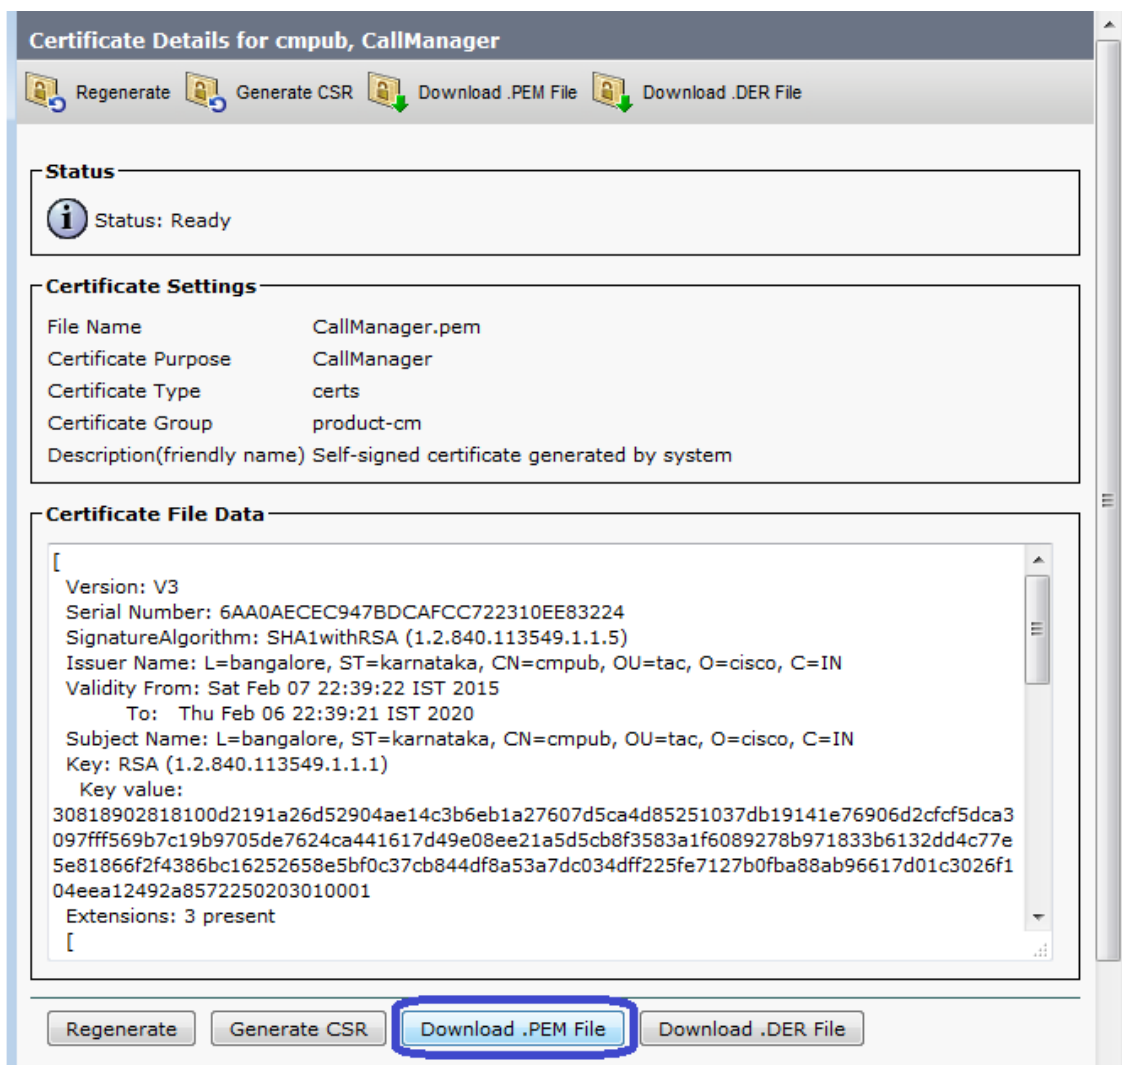 Certificate Details for cmpub, CallManager
Regenerate Generate CSR Download .PEM File Download .DER File
Status
Status: Ready
Certificate Settings
File Name CallManager.pem
Certificate Purpose CallManager
Certificate Type certs
Certificate Group product-cm
Description(friendly name) Self-signed certificate generated by system
Certificate File Data
[
Version: V3
Serial Number: 6AA0AECEC947BDCAFCC722310EE83224
SignatureAlgorithm: SHA1withRSA (1.2.840.113549.1.1.5)
Issuer Name: L=bangalore, ST=karnataka, CN=cmpub, OU=tac, O=cisco, C=IN
Validity From: Sat Feb 07 22:39:22 IST 2015
To: Thu Feb 06 22:39:21 IST 2020
Subject Name: L=bangalore, ST=karnataka, CN=cmpub, OU=tac, O=cisco, C=IN
Key: RSA (1.2.840.113549.1.1.1)
Key value:
30818902818100d2191a26d52904ae14c3b6eb1a27607d5ca4d85251037db19141e76906d2cfcf5dca3
097fff569b7c19b9705de7624ca441617d49e08ee21a5d5cb8f3583a1f6089278b971833b6132dd4c77e
5e81866f2f4386bc16252658e5bf0c37cb844df8a53a7dc034dff225fe7127b0fba88ab96617d01c3026f1
04eea12492a8572250203010001
Extensions: 3 present
[
Regenerate Generate CSR Download .PEM File Download .DER File